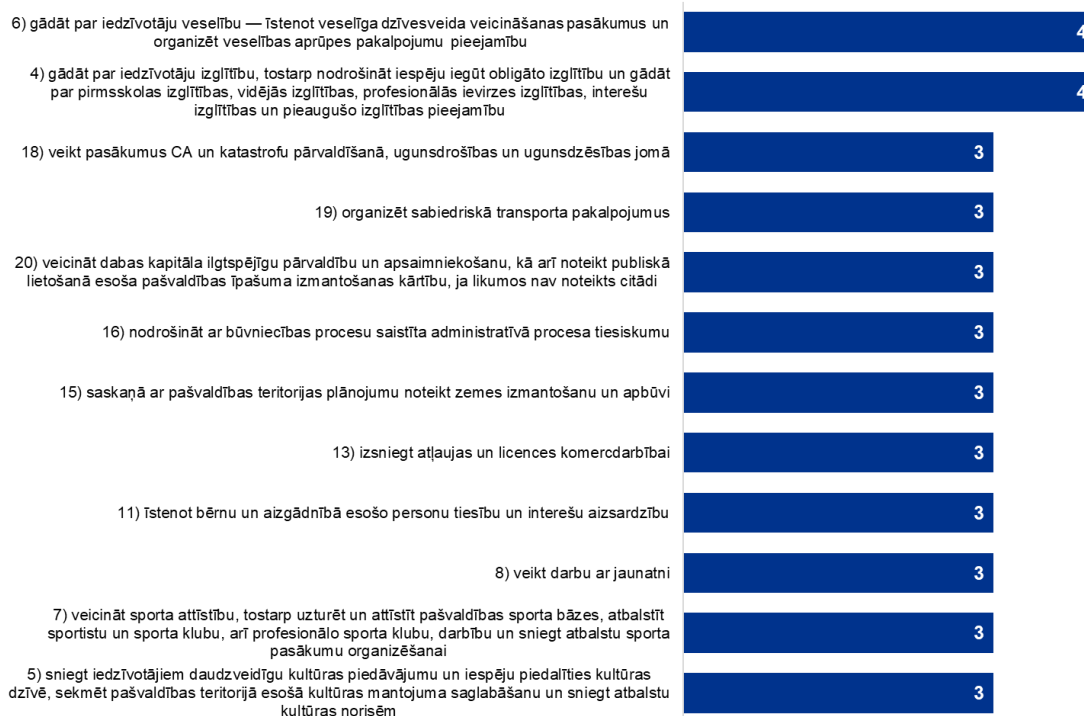 6) gādāt par iedzīvotāju veselību — īstenot veselīga dzīvesveida veicināšanas pasākumus un
organizēt veselības aprūpes pakalpojumu pieejamību
4
4) gādāt par iedzīvotāju izglītību, tostarp nodrošināt iespēju iegūt obligāto izglītību un gādāt
par pirmsskolas izglītības, vidējās izglītības, profesionālās ievirzes izglītības, interešu
izglītības un pieaugušo izglītības pieejamību
4
18) veikt pasākumus CA un katastrofu pārvaldīšanā, ugunsdrošības un ugunsdzēsības jomā
3
19) organizēt sabiedriskā transporta pakalpojumus
3
20) veicināt dabas kapitāla ilgtspējīgu pārvaldību un apsaimniekošanu, kā arī noteikt publiskā
lietošanā esoša pašvaldības īpašuma izmantošanas kārtību, ja likumos nav noteikts citādi
3
16) nodrošināt ar būvniecības procesu saistīta administratīvā procesa tiesiskumu
3
15) saskaņā ar pašvaldības teritorijas plānojumu noteikt zemes izmantošanu un apbūvi
3
13) izsniegt atļaujas un licences komercdarbībai
3
11) īstenot bērnu un aizgādnībā esošo personu tiesību un interešu aizsardzību
3
8) veikt darbu ar jaunatni
3
7) veicināt sporta attīstību, tostarp uzturēt un attīstīt pašvaldības sporta bāzes, atbalstīt
sportistu un sporta klubu, arī profesionālo sporta klubu, darbību un sniegt atbalstu sporta
pasākumu organizēšanai
3
5) sniegt iedzīvotājiem daudzveidīgu kultūras piedāvājumu un iespēju piedalīties kultūras
dzīvē, sekmēt pašvaldības teritorijā esošā kultūras mantojuma saglabāšanu un sniegt atbalstu
kultūras norisēm
3